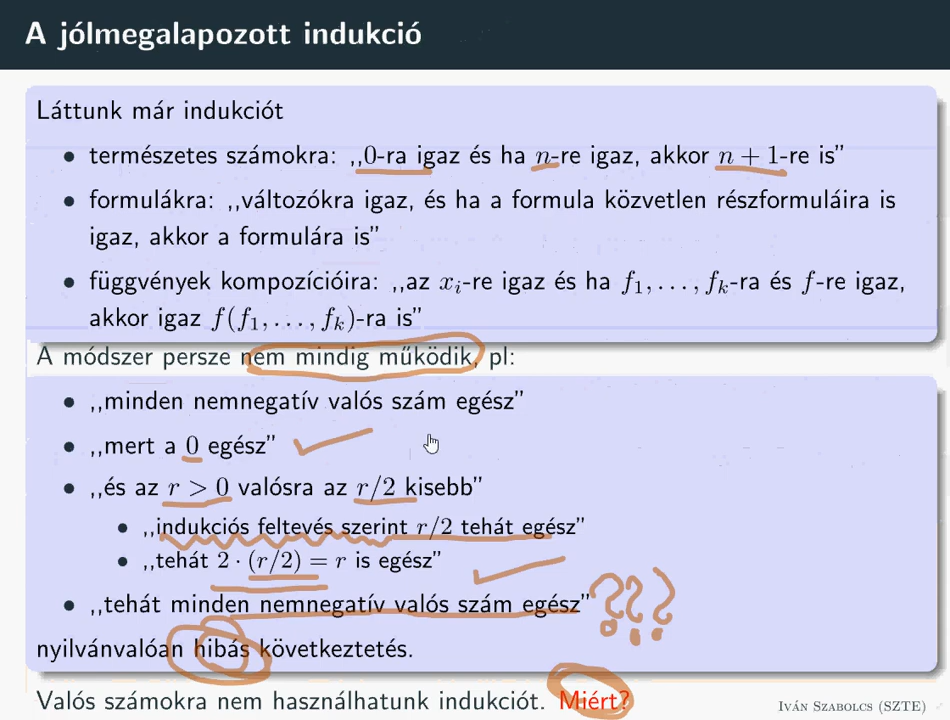 A jólmegalapozott indukció
Láttunk már indukciót
• természetes számokra: ,,0-ra igaz és ha n-re igaz, akkor n + 1-re is”
• formulákra: ,,változókra igaz, és ha a formula közvetlen részformuláira is
igaz, akkor a formulára is”
• függvények kompozícióira: ,,az xᵢ-re igaz és ha f₁, . . . , fₖ-ra és f-re igaz,
akkor igaz f(f₁, . . . , fₖ)-ra is”
A módszer persze nem mindig működik, pl:
• ,,minden nemnegatív valós szám egész”
• ,,mert a 0 egész”
• ,,és az r > 0 valósra az r/2 kisebb”
• ,,indukciós feltevés szerint r/2 tehát egész”
• ,,tehát 2 · (r/2) = r is egész”
• ,,tehát minden nemnegatív valós szám egész” ???
nyilvánvalóan hibás következtetés.
Valós számokra nem használhatunk indukciót. Miért?
Iván Szabolcs (SZTE)